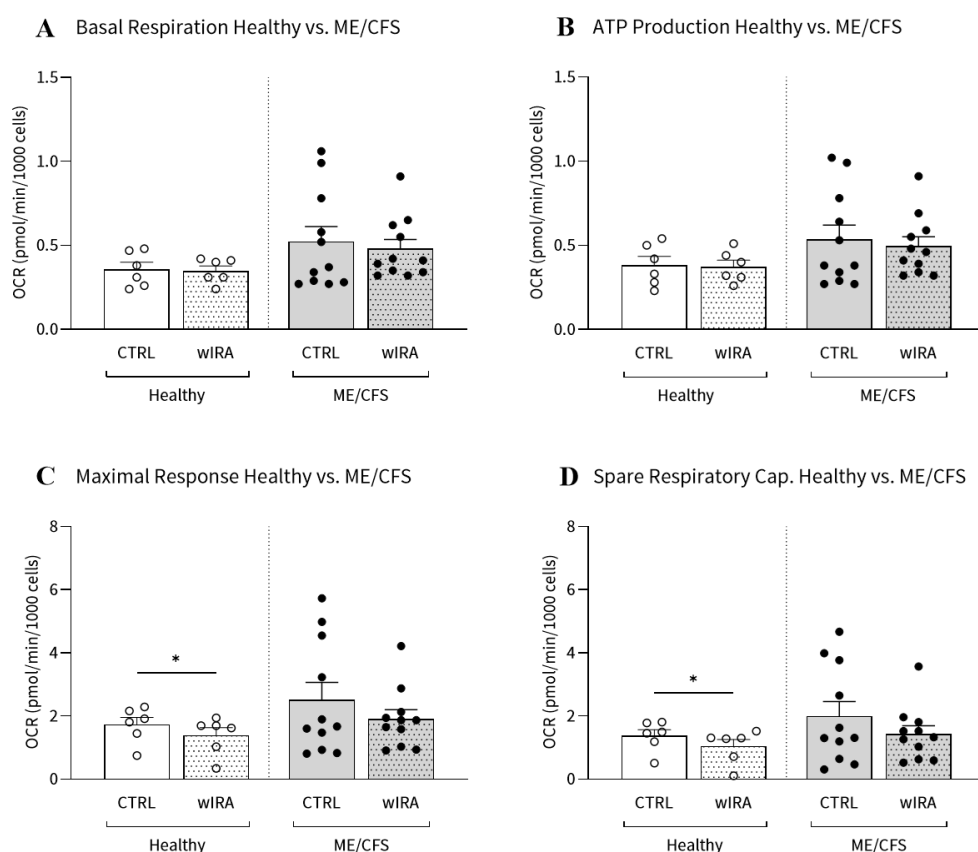 A Basal Respiration Healthy vs. ME/CFS
OCR (pmol/min/1000 cells)
1.5
1.0
0.5
0.0
CTRL wIRA CTRL wIRA
Healthy ME/CFS
B ATP Production Healthy vs. ME/CFS
OCR (pmol/min/1000 cells)
1.5
1.0
0.5
0.0
CTRL wIRA CTRL wIRA
Healthy ME/CFS
C Maximal Response Healthy vs. ME/CFS
OCR (pmol/min/1000 cells)
8
6
4
2
0
*
CTRL wIRA CTRL wIRA
Healthy ME/CFS
D Spare Respiratory Cap. Healthy vs. ME/CFS
OCR (pmol/min/1000 cells)
8
6
4
2
0
*
CTRL wIRA CTRL wIRA
Healthy ME/CFS